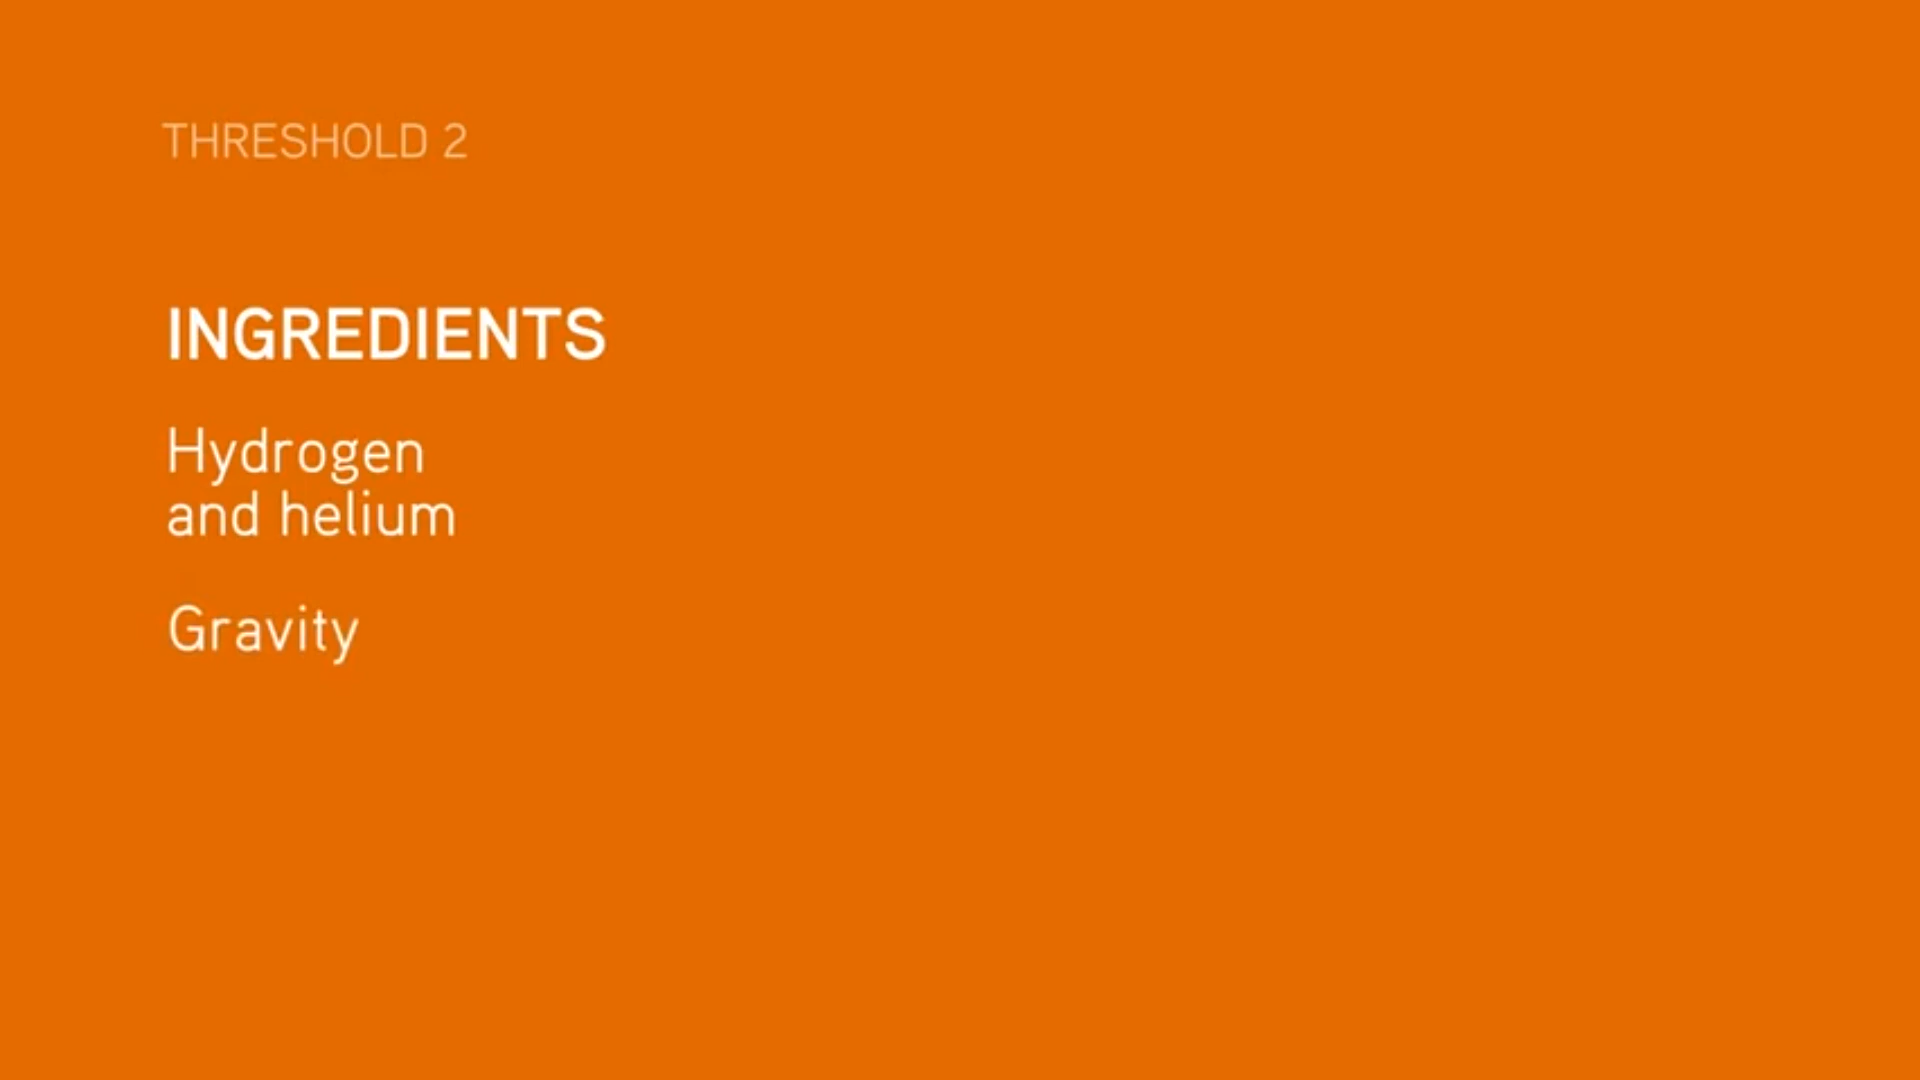 THRESHOLD 2
INGREDIENTS
Hydrogen
and helium
Gravity